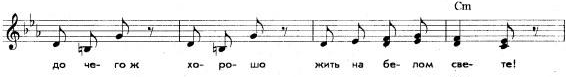 Cm
до че-го ж хо-ро-шо жить на бе-лом све-те!